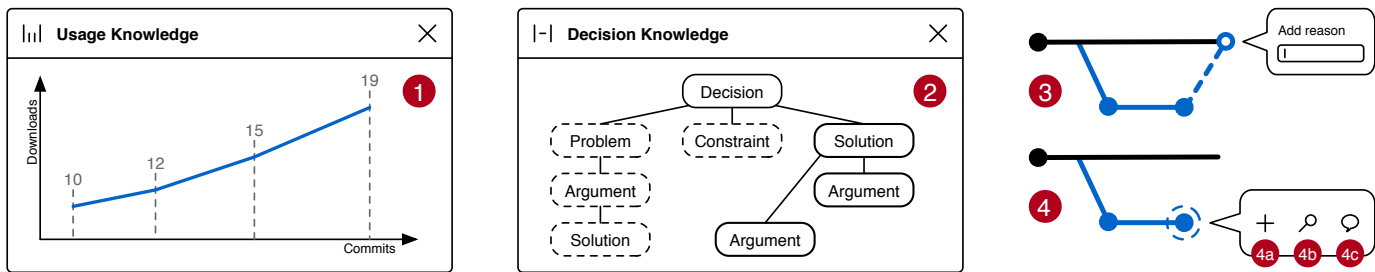 Usage Knowledge
Downloads
10
12
15
19
Commits
1
Decision Knowledge
2
Decision
Problem
Constraint
Solution
Argument
Argument
Solution
Argument
3
Add reason
4
4a
4b
4c